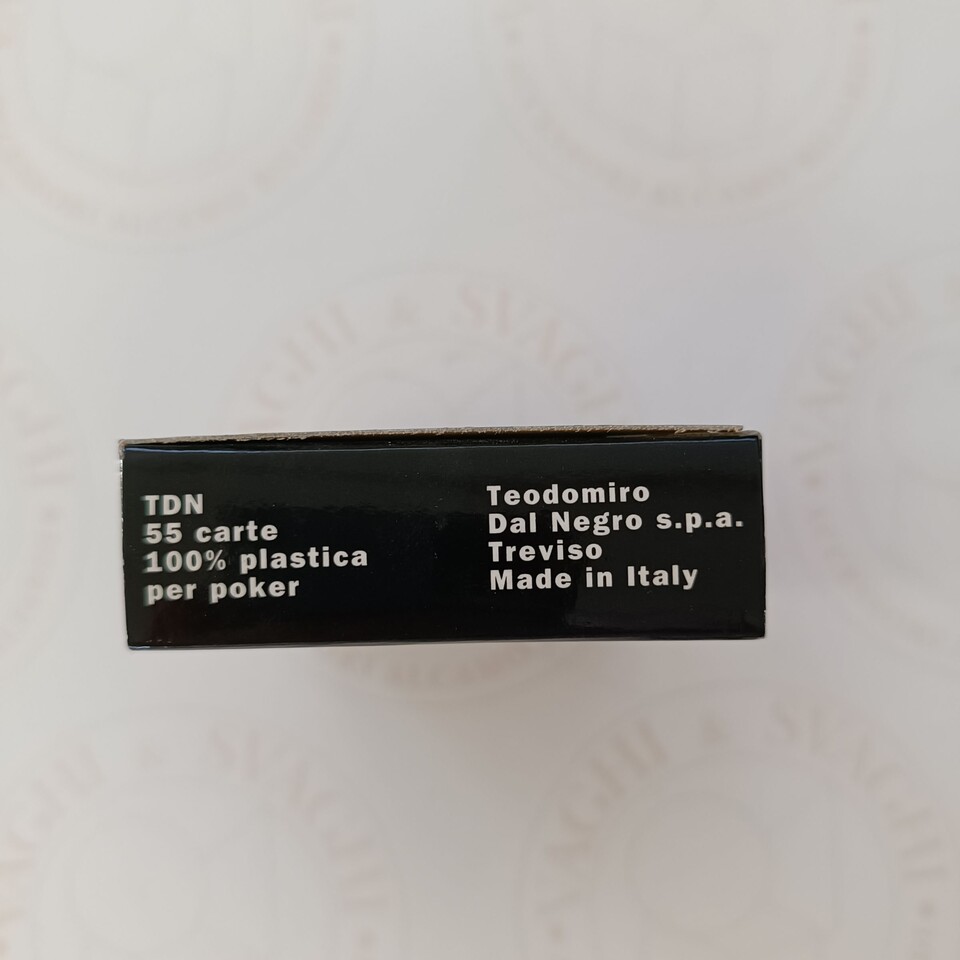 TDN
55 carte
100% plastica
per poker
Teodomiro
Dal Negro s.p.a.
Treviso
Made in Italy